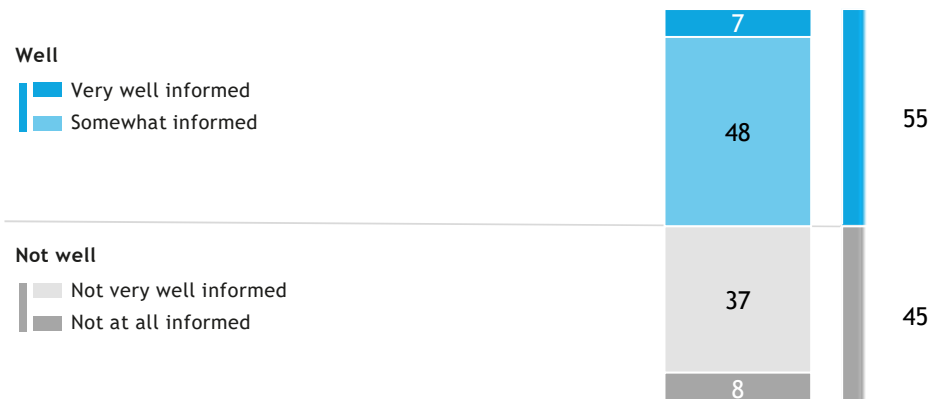 7
Well
Very well informed
Somewhat informed
48
55
Not well
Not very well informed
Not at all informed
37
45
8